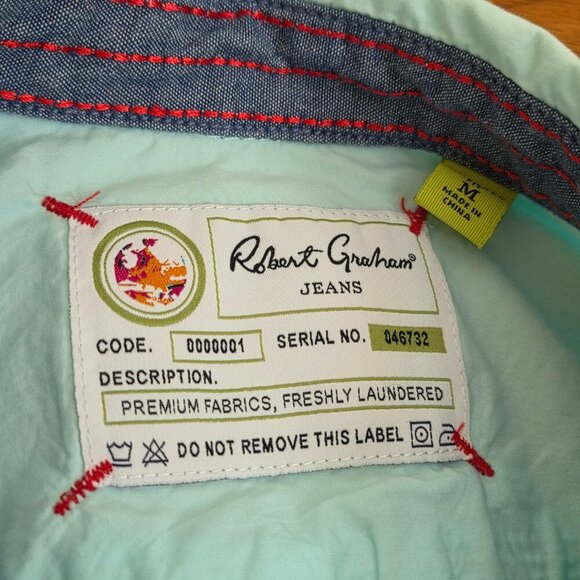 M
MADE IN
CHINA
Robert Graham®
JEANS
CODE. 0000001 SERIAL NO. 046732
DESCRIPTION.
PREMIUM FABRICS, FRESHLY LAUNDERED
DO NOT REMOVE THIS LABEL